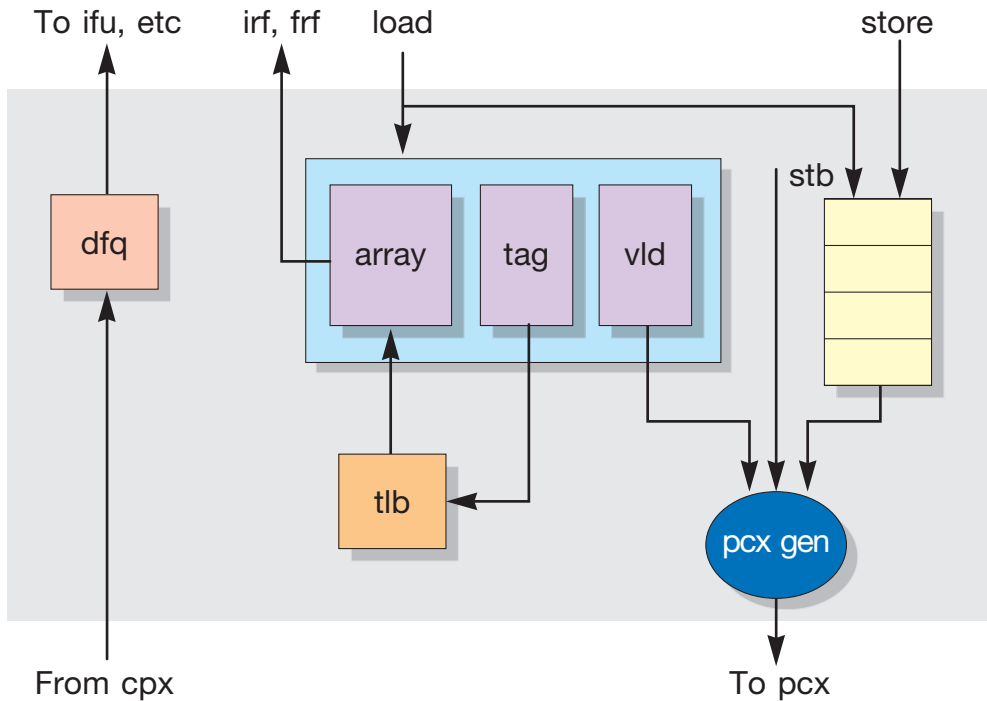 To ifu, etc
irf, frf
load
store
stb
dfq
array
tag
vld
tlb
pcx gen
From cpx
To pcx